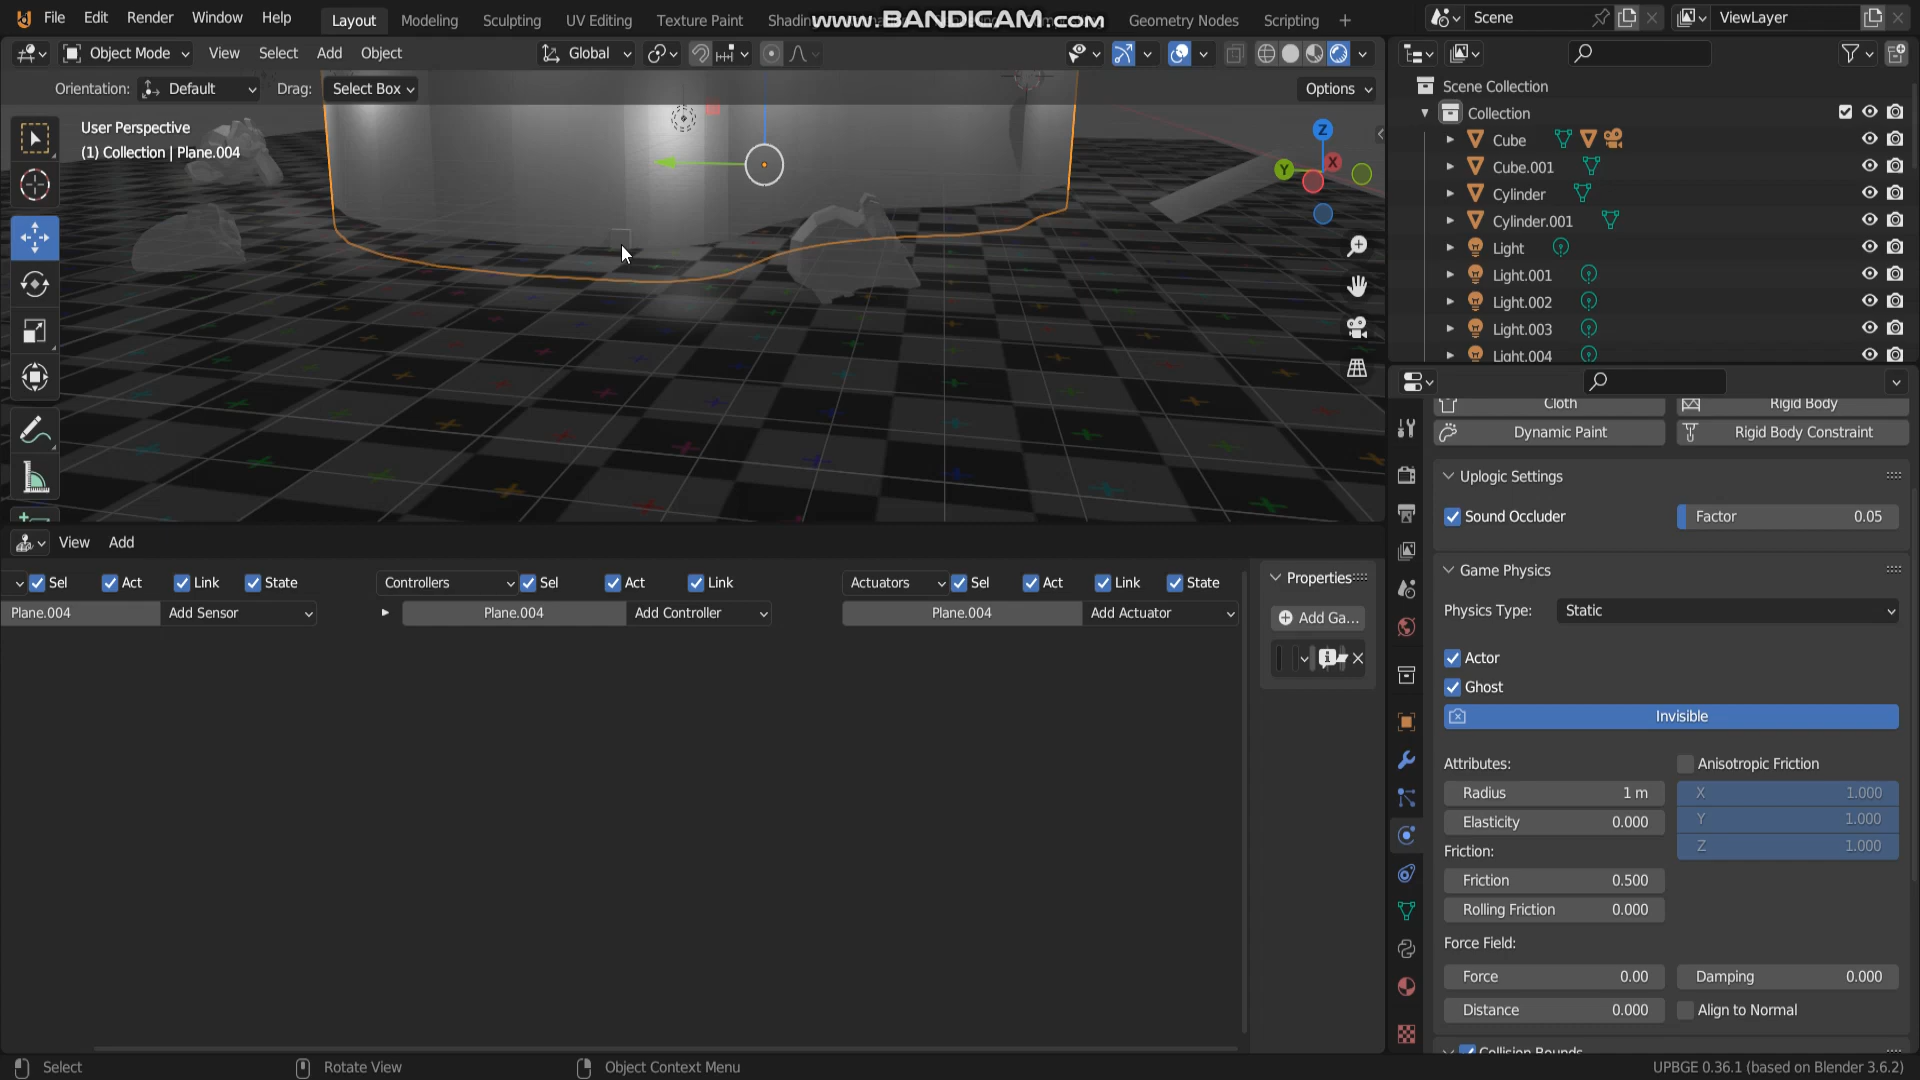 File Edit Render Window Help
Layout Modeling Sculpting UV Editing Texture Paint Geometry Nodes Scripting
www.BANDICAM.com
Scene
ViewLayer
Object Mode View Select Add Object
Global
Orientation: Default Drag: Select Box
Options
User Perspective
(1) Collection | Plane.004
Z
Y
X
Scene Collection
Collection
Cube
Cube.001
Cylinder
Cylinder.001
Light
Light.001
Light.002
Light.003
Light.004
Cloth Rigid Body
Dynamic Paint Rigid Body Constraint
Uplogic Settings
Sound Occluder Factor 0.05
Game Physics
Physics Type: Static
Actor
Ghost
Invisible
Attributes: Anisotropic Friction
Radius 1 m X 1.000
Elasticity 0.000 Y 1.000
Friction: Z 1.000
Friction 0.500
Rolling Friction 0.000
Force Field:
Force 0.00 Damping 0.000
Distance 0.000 Align to Normal
Collision Bounds
View Add
Sel Act Link State Controllers Sel Act Link Actuators Sel Act Link State
Plane.004 Add Sensor Plane.004 Add Controller Plane.004 Add Actuator
Properties
Add Ga...
Select Rotate View Object Context Menu
UPBGE 0.36.1 (based on Blender 3.6.2)